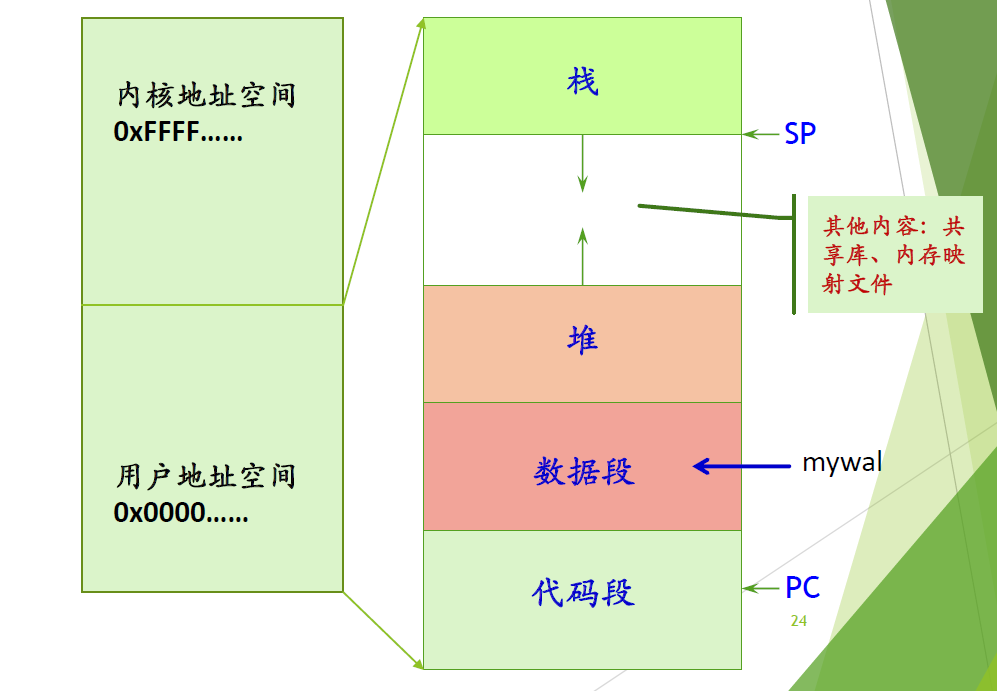 内核地址空间
0xFFFF……
用户地址空间
0x0000……
栈
SP
其他内容：共
享库、内存映
射文件
堆
数据段
mywal
代码段
PC
24